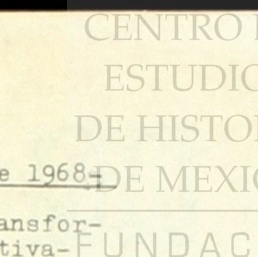 CENTRO
ESTUDIO
DE HISTO
e 1968-
DE MEXIC
ansfor-
tiva-
FUNDAC